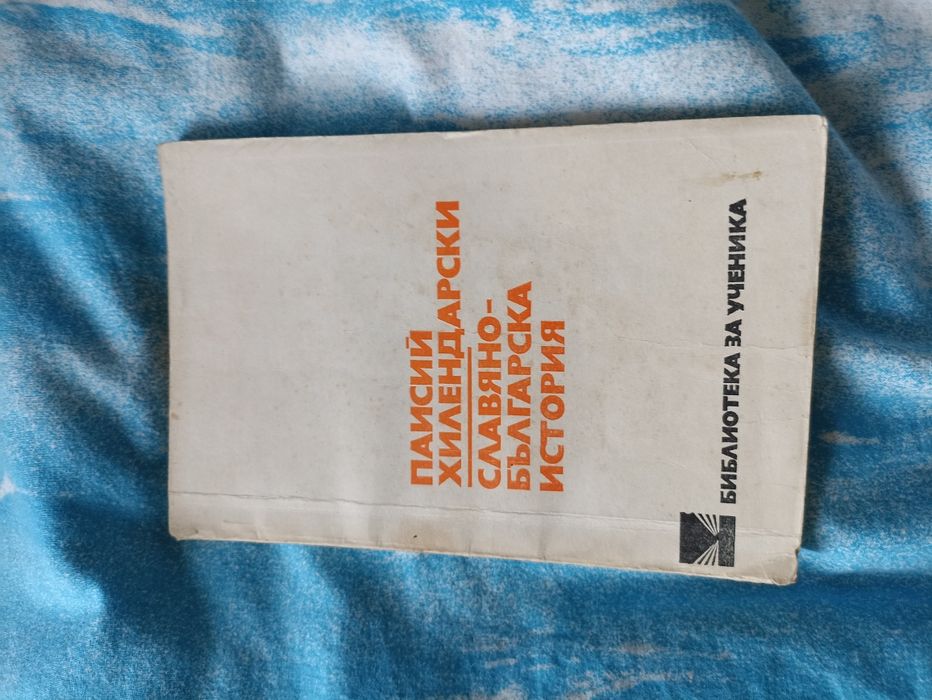 ПАИСИЙ
ХИЛЕНДАРСКИ
СЛАВЯНО-
БЪЛГАРСКА
ИСТОРИЯ
БИБЛИОТЕКА ЗА УЧЕНИКА